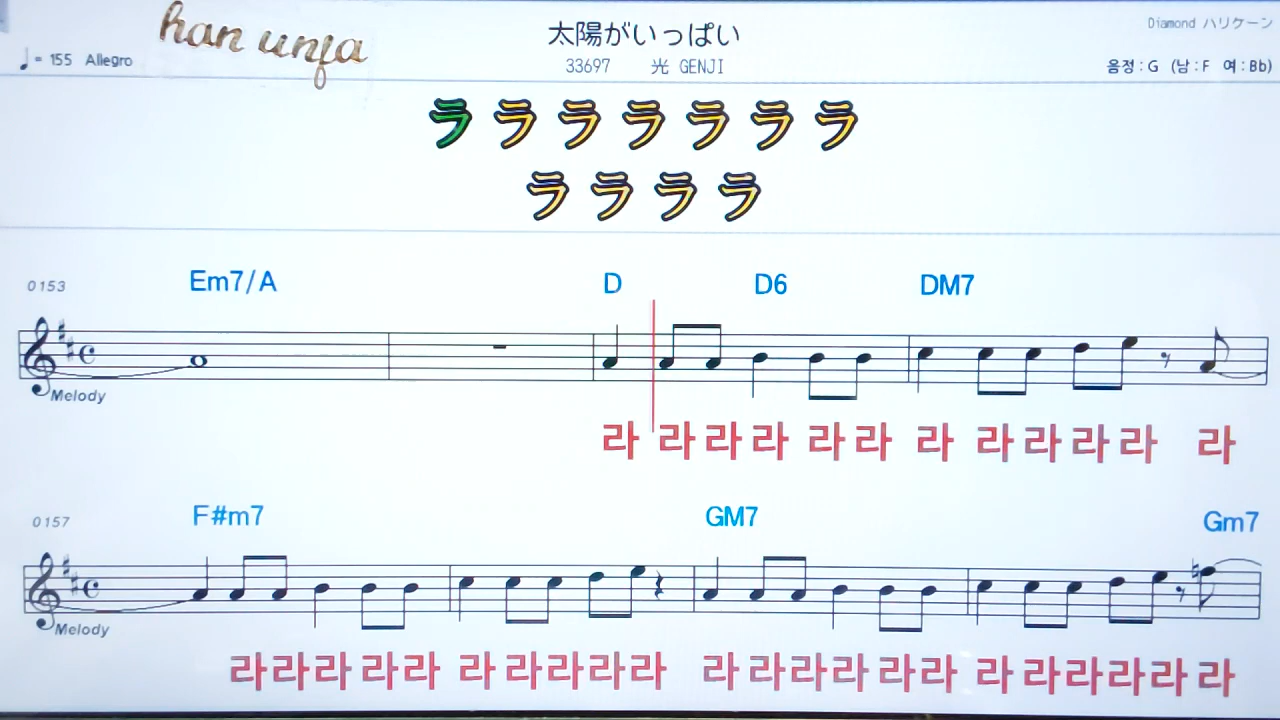 han unja
太陽がいっぱい
Diamond ハリケーン
♩= 155 Allegro
33697 光 GENJI
음정 : G (남 : F 여 : Bb)
ラ ラ ラ ラ ラ ラ ラ
ラ ラ ラ ラ
0153 Em7/A D D6 DM7
Melody
라 라 라 라 라 라 라 라 라 라 라 라
0157 F#m7 GM7 Gm7
Melody
라 라 라 라 라 라 라 라 라 라 라 라 라 라 라 라 라 라 라 라 라 라